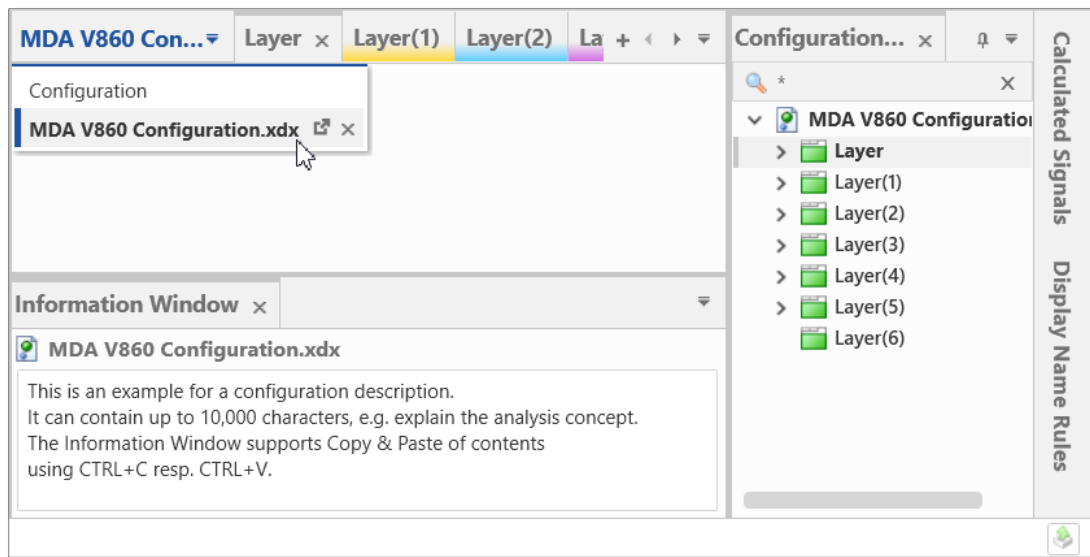 MDA V860 Con... Layer Layer(1) Layer(2) La
Configuration
MDA V860 Configuration.xdx
Information Window
MDA V860 Configuration.xdx
This is an example for a configuration description.
It can contain up to 10,000 characters, e.g. explain the analysis concept.
The Information Window supports Copy & Paste of contents
using CTRL+C resp. CTRL+V.
Configuration...
*
MDA V860 Configuration
Layer
Layer(1)
Layer(2)
Layer(3)
Layer(4)
Layer(5)
Layer(6)
Calculated Signals
Display Name Rules